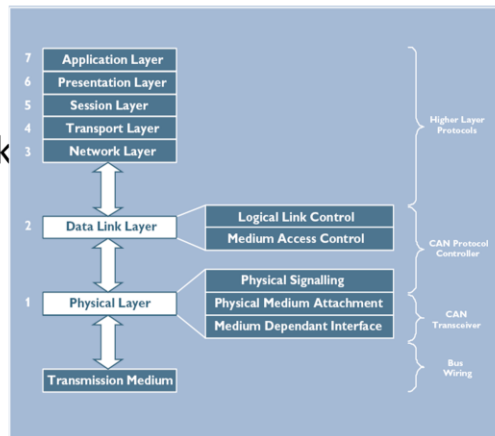 7 Application Layer
6 Presentation Layer
5 Session Layer
4 Transport Layer
3 Network Layer
Higher Layer
Protocols
k
2 Data Link Layer
Logical Link Control
Medium Access Control
CAN Protocol
Controller
1 Physical Layer
Physical Signalling
Physical Medium Attachment
Medium Dependant Interface
CAN
Transceiver
Bus
Wiring
Transmission Medium